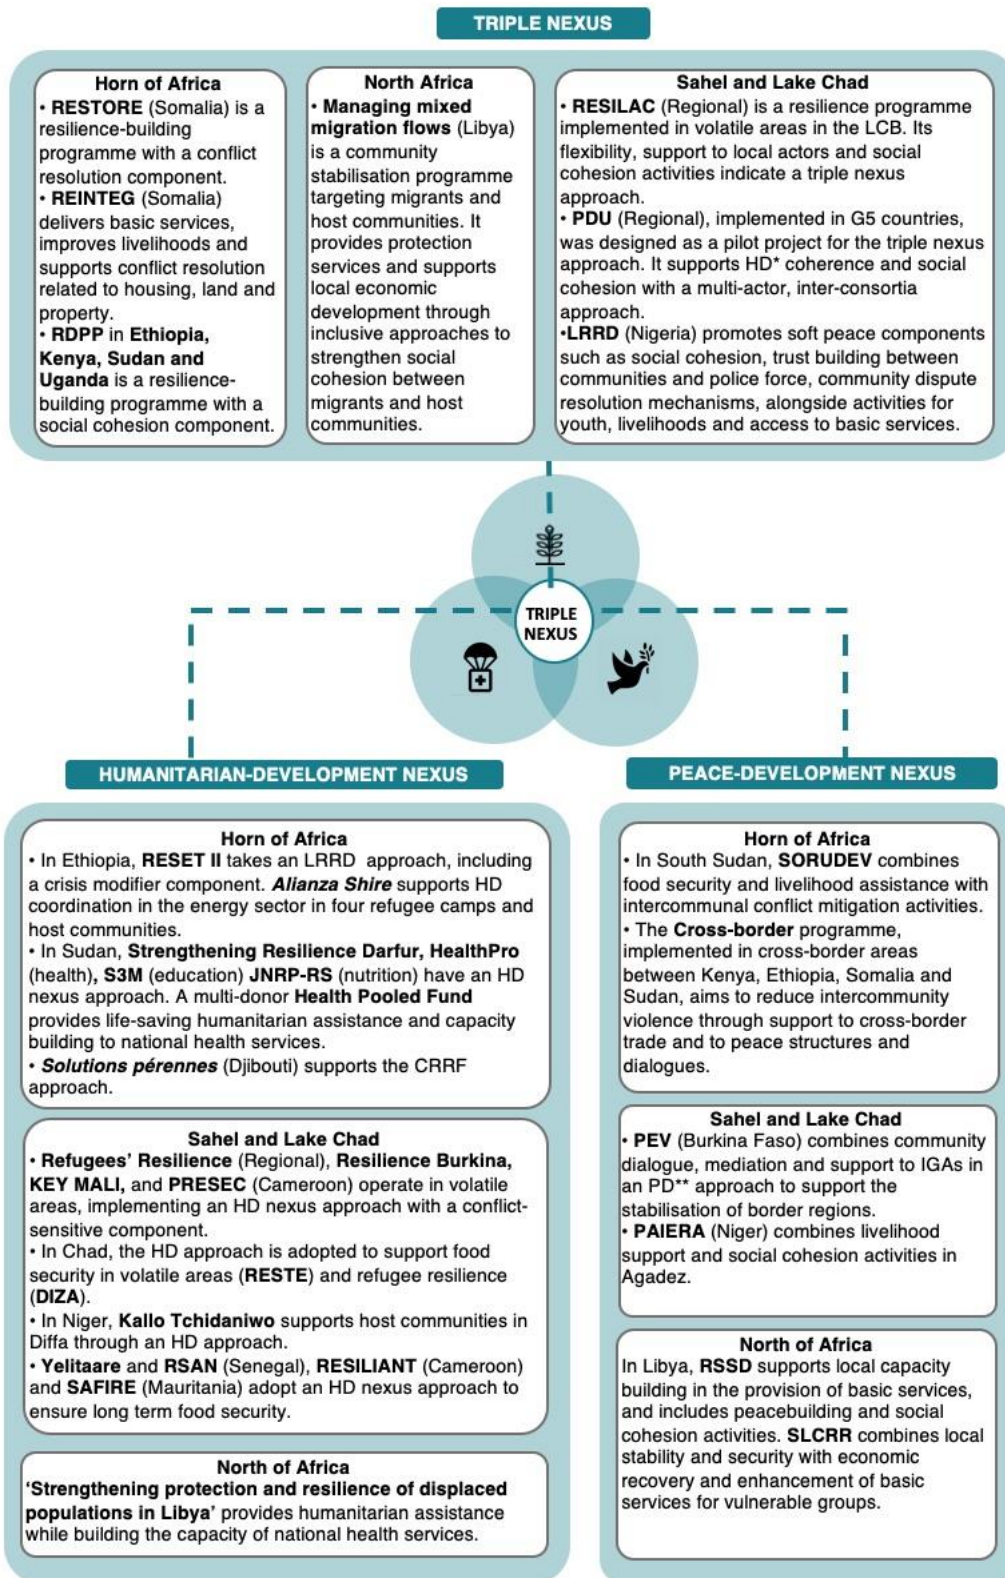 TRIPLE NEXUS
Horn of Africa
• RESTORE (Somalia) is a
resilience-building
programme with a conflict
resolution component.
• REINTEG (Somalia)
delivers basic services,
improves livelihoods and
supports conflict resolution
related to housing, land and
property.
• RDPP in Ethiopia,
Kenya, Sudan and
Uganda is a resilience-
building programme with a
social cohesion component.
North Africa
• Managing mixed
migration flows (Libya)
is a community
stabilisation programme
targeting migrants and
host communities. It
provides protection
services and supports
local economic
development through
inclusive approaches to
strengthen social
cohesion between
migrants and host
communities.
Sahel and Lake Chad
• RESILAC (Regional) is a resilience programme
implemented in volatile areas in the LCB. Its
flexibility, support to local actors and social
cohesion activities indicate a triple nexus
approach.
• PDU (Regional), implemented in G5 countries,
was designed as a pilot project for the triple nexus
approach. It supports HD* coherence and social
cohesion with a multi-actor, inter-consortia
approach.
•LRRD (Nigeria) promotes soft peace components
such as social cohesion, trust building between
communities and police force, community dispute
resolution mechanisms, alongside activities for
youth, livelihoods and access to basic services.
TRIPLE
NEXUS
HUMANITARIAN-DEVELOPMENT NEXUS
Horn of Africa
• In Ethiopia, RESET II takes an LRRD approach, including
a crisis modifier component. Alianza Shire supports HD
coordination in the energy sector in four refugee camps and
host communities.
• In Sudan, Strengthening Resilience Darfur, HealthPro
(health), S3M (education) JNRP-RS (nutrition) have an HD
nexus approach. A multi-donor Health Pooled Fund
provides life-saving humanitarian assistance and capacity
building to national health services.
• Solutions pérennes (Djibouti) supports the CRRF
approach.
Sahel and Lake Chad
• Refugees' Resilience (Regional), Resilience Burkina,
KEY MALI, and PRESEC (Cameroon) operate in volatile
areas, implementing an HD nexus approach with a conflict-
sensitive component.
• In Chad, the HD approach is adopted to support food
security in volatile areas (RESTE) and refugee resilience
(DIZA).
• In Niger, Kallo Tchidaniwo supports host communities in
Diffa through an HD approach.
• Yelitaare and RSAN (Senegal), RESILIANT (Cameroon)
and SAFIRE (Mauritania) adopt an HD nexus approach to
ensure long term food security.
North of Africa
'Strengthening protection and resilience of displaced
populations in Libya' provides humanitarian assistance
while building the capacity of national health services.
PEACE-DEVELOPMENT NEXUS
Horn of Africa
• In South Sudan, SORUDEV combines
food security and livelihood assistance with
intercommunal conflict mitigation activities.
• The Cross-border programme,
implemented in cross-border areas
between Kenya, Ethiopia, Somalia and
Sudan, aims to reduce intercommunity
violence through support to cross-border
trade and to peace structures and
dialogues.
Sahel and Lake Chad
• PEV (Burkina Faso) combines community
dialogue, mediation and support to IGAs in
an PD** approach to support the
stabilisation of border regions.
• PAIERA (Niger) combines livelihood
support and social cohesion activities in
Agadez.
North of Africa
In Libya, RSSD supports local capacity
building in the provision of basic services,
and includes peacebuilding and social
cohesion activities. SLCRR combines local
stability and security with economic
recovery and enhancement of basic
services for vulnerable groups.